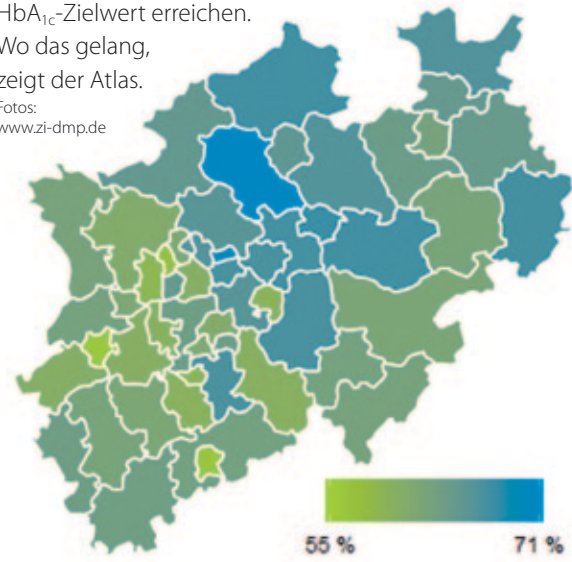 HbA1c-Zielwert erreichen.
Wo das gelang,
zeigt der Atlas.
Fotos:
www.zi-dmp.de
55 %
71 %